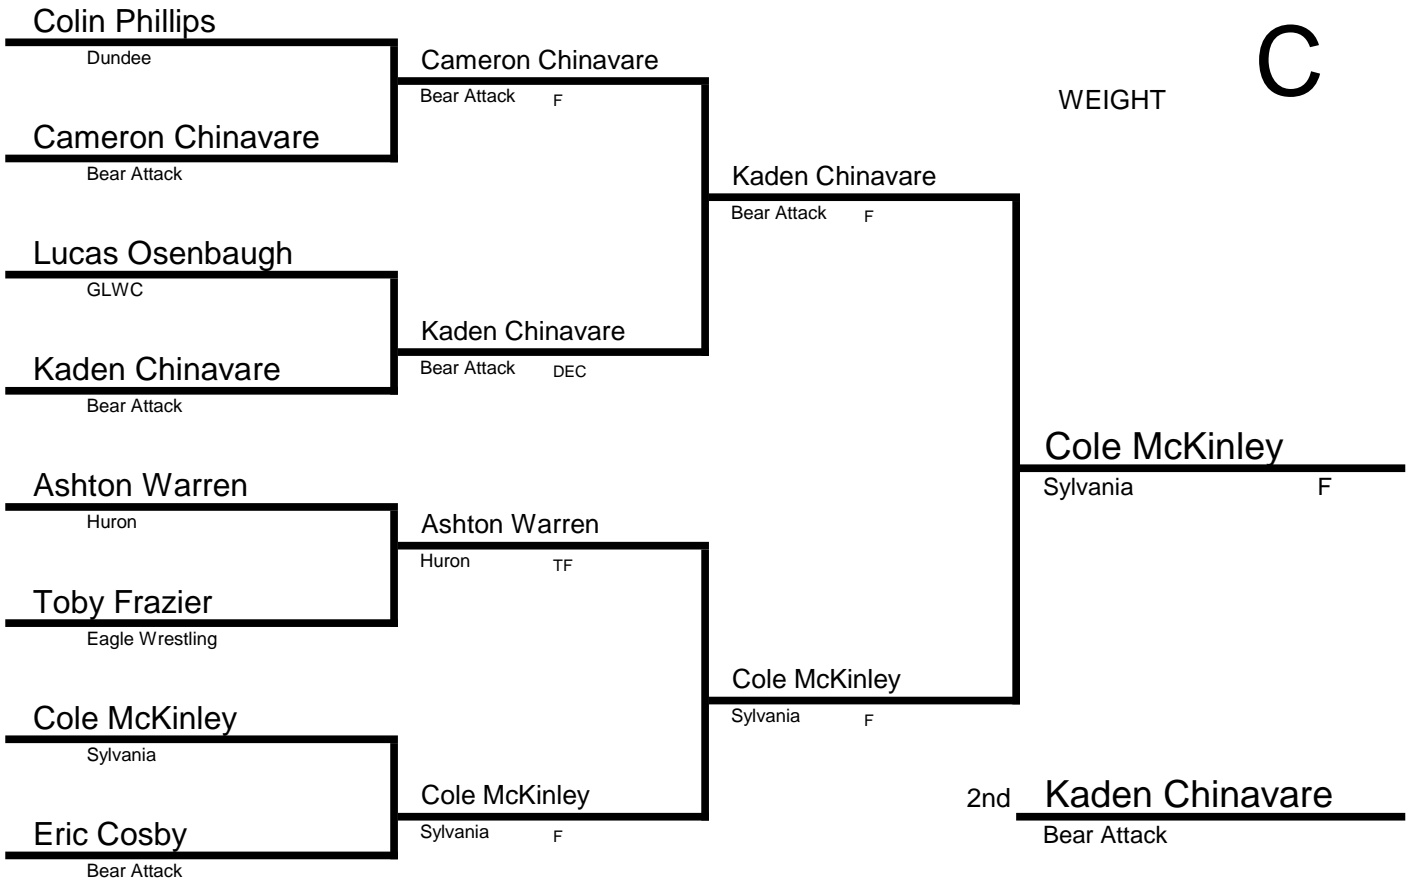 Colin Phillips
Dundee
Cameron Chinavare
Bear Attack F
C
WEIGHT
Cameron Chinavare
Bear Attack
Kaden Chinavare
Bear Attack F
Lucas Osenbaugh
GLWC
Kaden Chinavare
Bear Attack DEC
Kaden Chinavare
Bear Attack
Cole McKinley
Sylvania F
Ashton Warren
Huron
Ashton Warren
Huron TF
Toby Frazier
Eagle Wrestling
Cole McKinley
Sylvania F
Cole McKinley
Sylvania
Cole McKinley
Sylvania F
2nd Kaden Chinavare
Bear Attack
Eric Cosby
Bear Attack